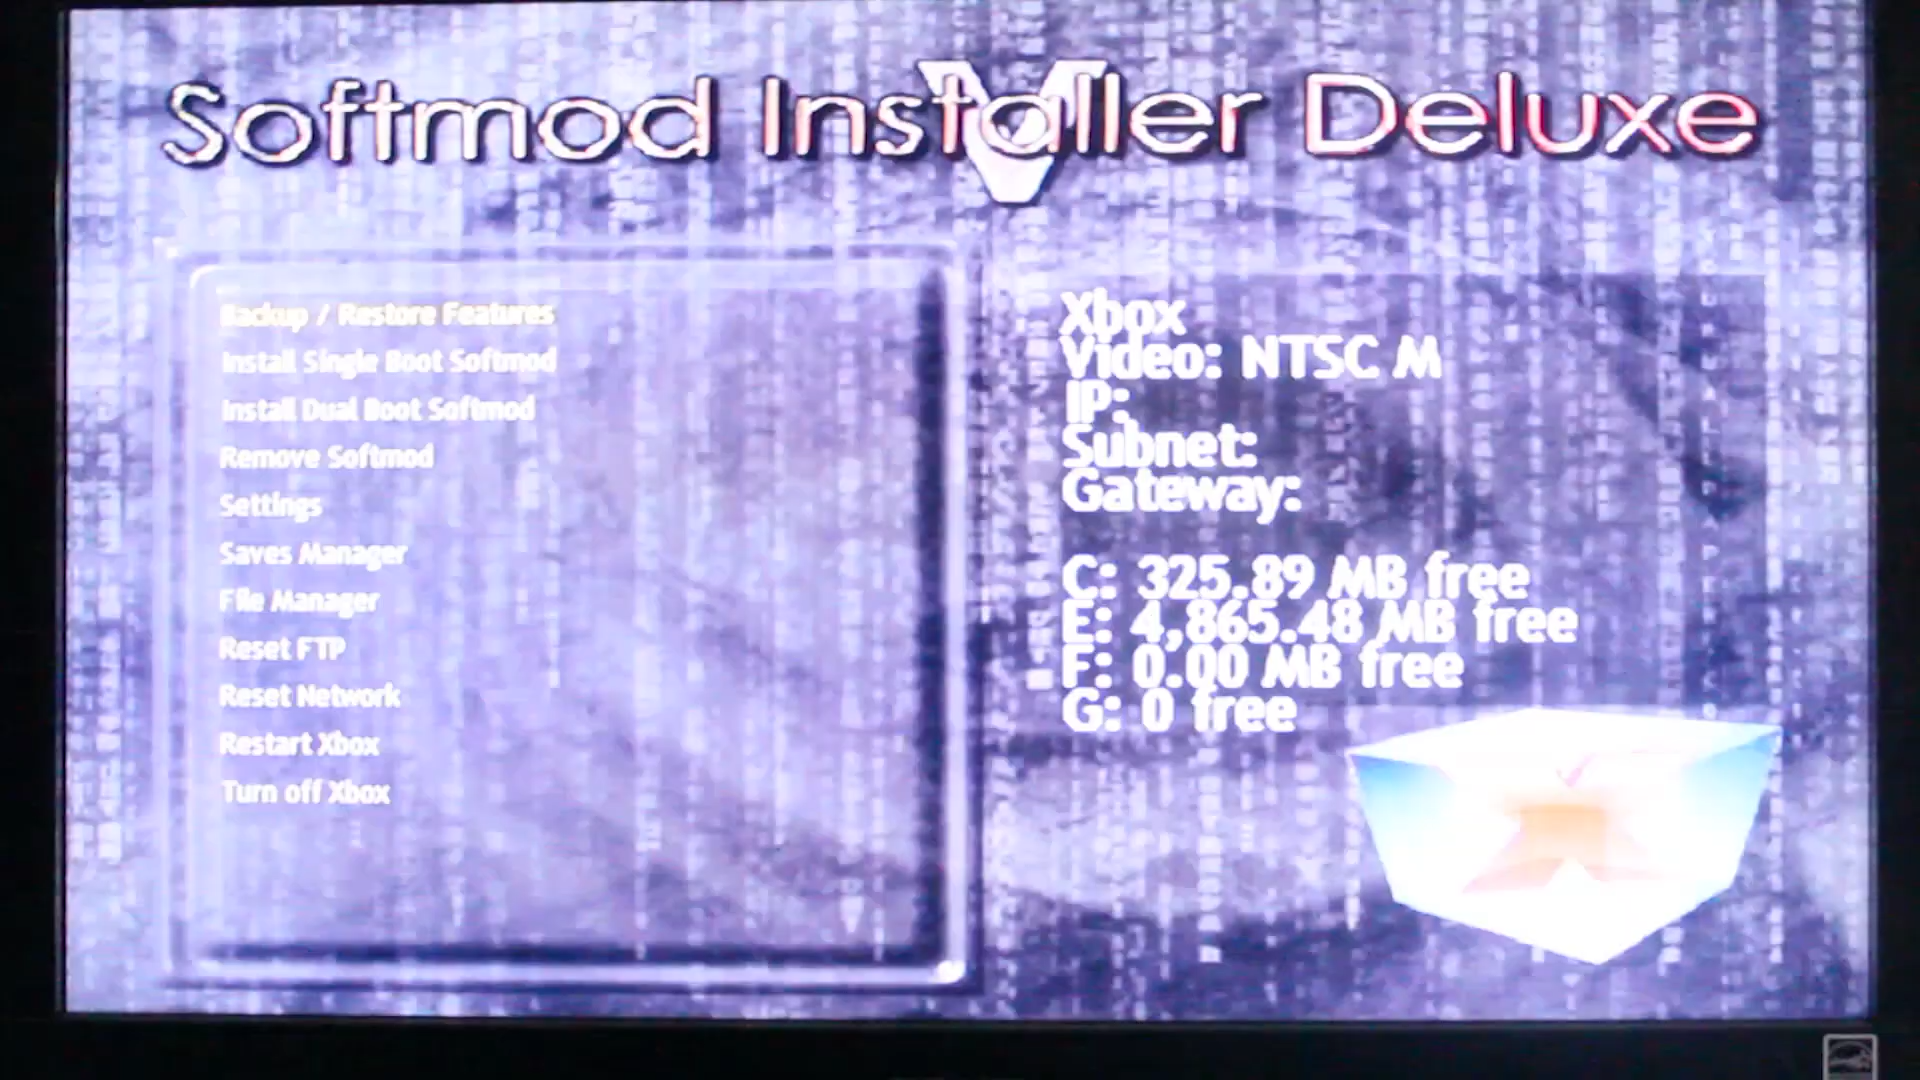 Softmod Installer Deluxe
Backup / Restore Features
Install Single Boot Softmod
Install Dual Boot Softmod
Remove Softmod
Settings
Saves Manager
File Manager
Reset FTP
Reset Network
Restart Xbox
Turn off Xbox
Xbox
Video: NTSC M
IP:
Subnet:
Gateway:
C: 325.89 MB free
E: 4,865.48 MB free
F: 0.00 MB free
G: 0 free